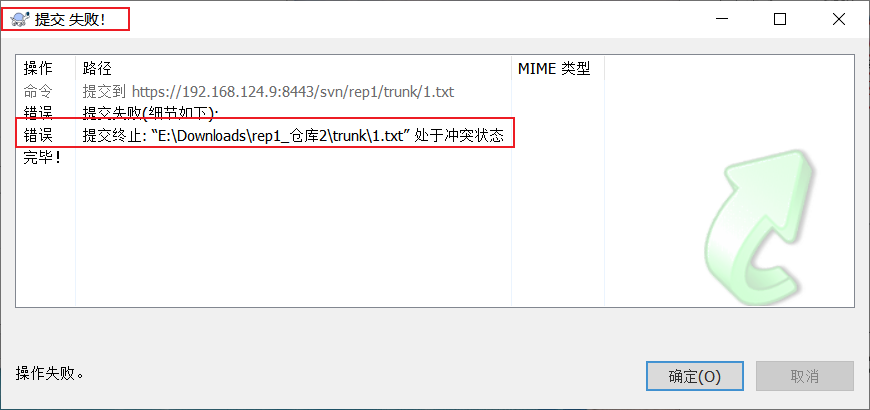 提交 失败!
操作 路径 MIME 类型
命令 提交到 https://192.168.124.9:8443/svn/rep1/trunk/1.txt
错误 提交失败(细节如下):
错误 提交终止: “E:\Downloads\rep1_仓库2\trunk\1.txt” 处于冲突状态
完毕!
操作失败。
确定(O) 取消